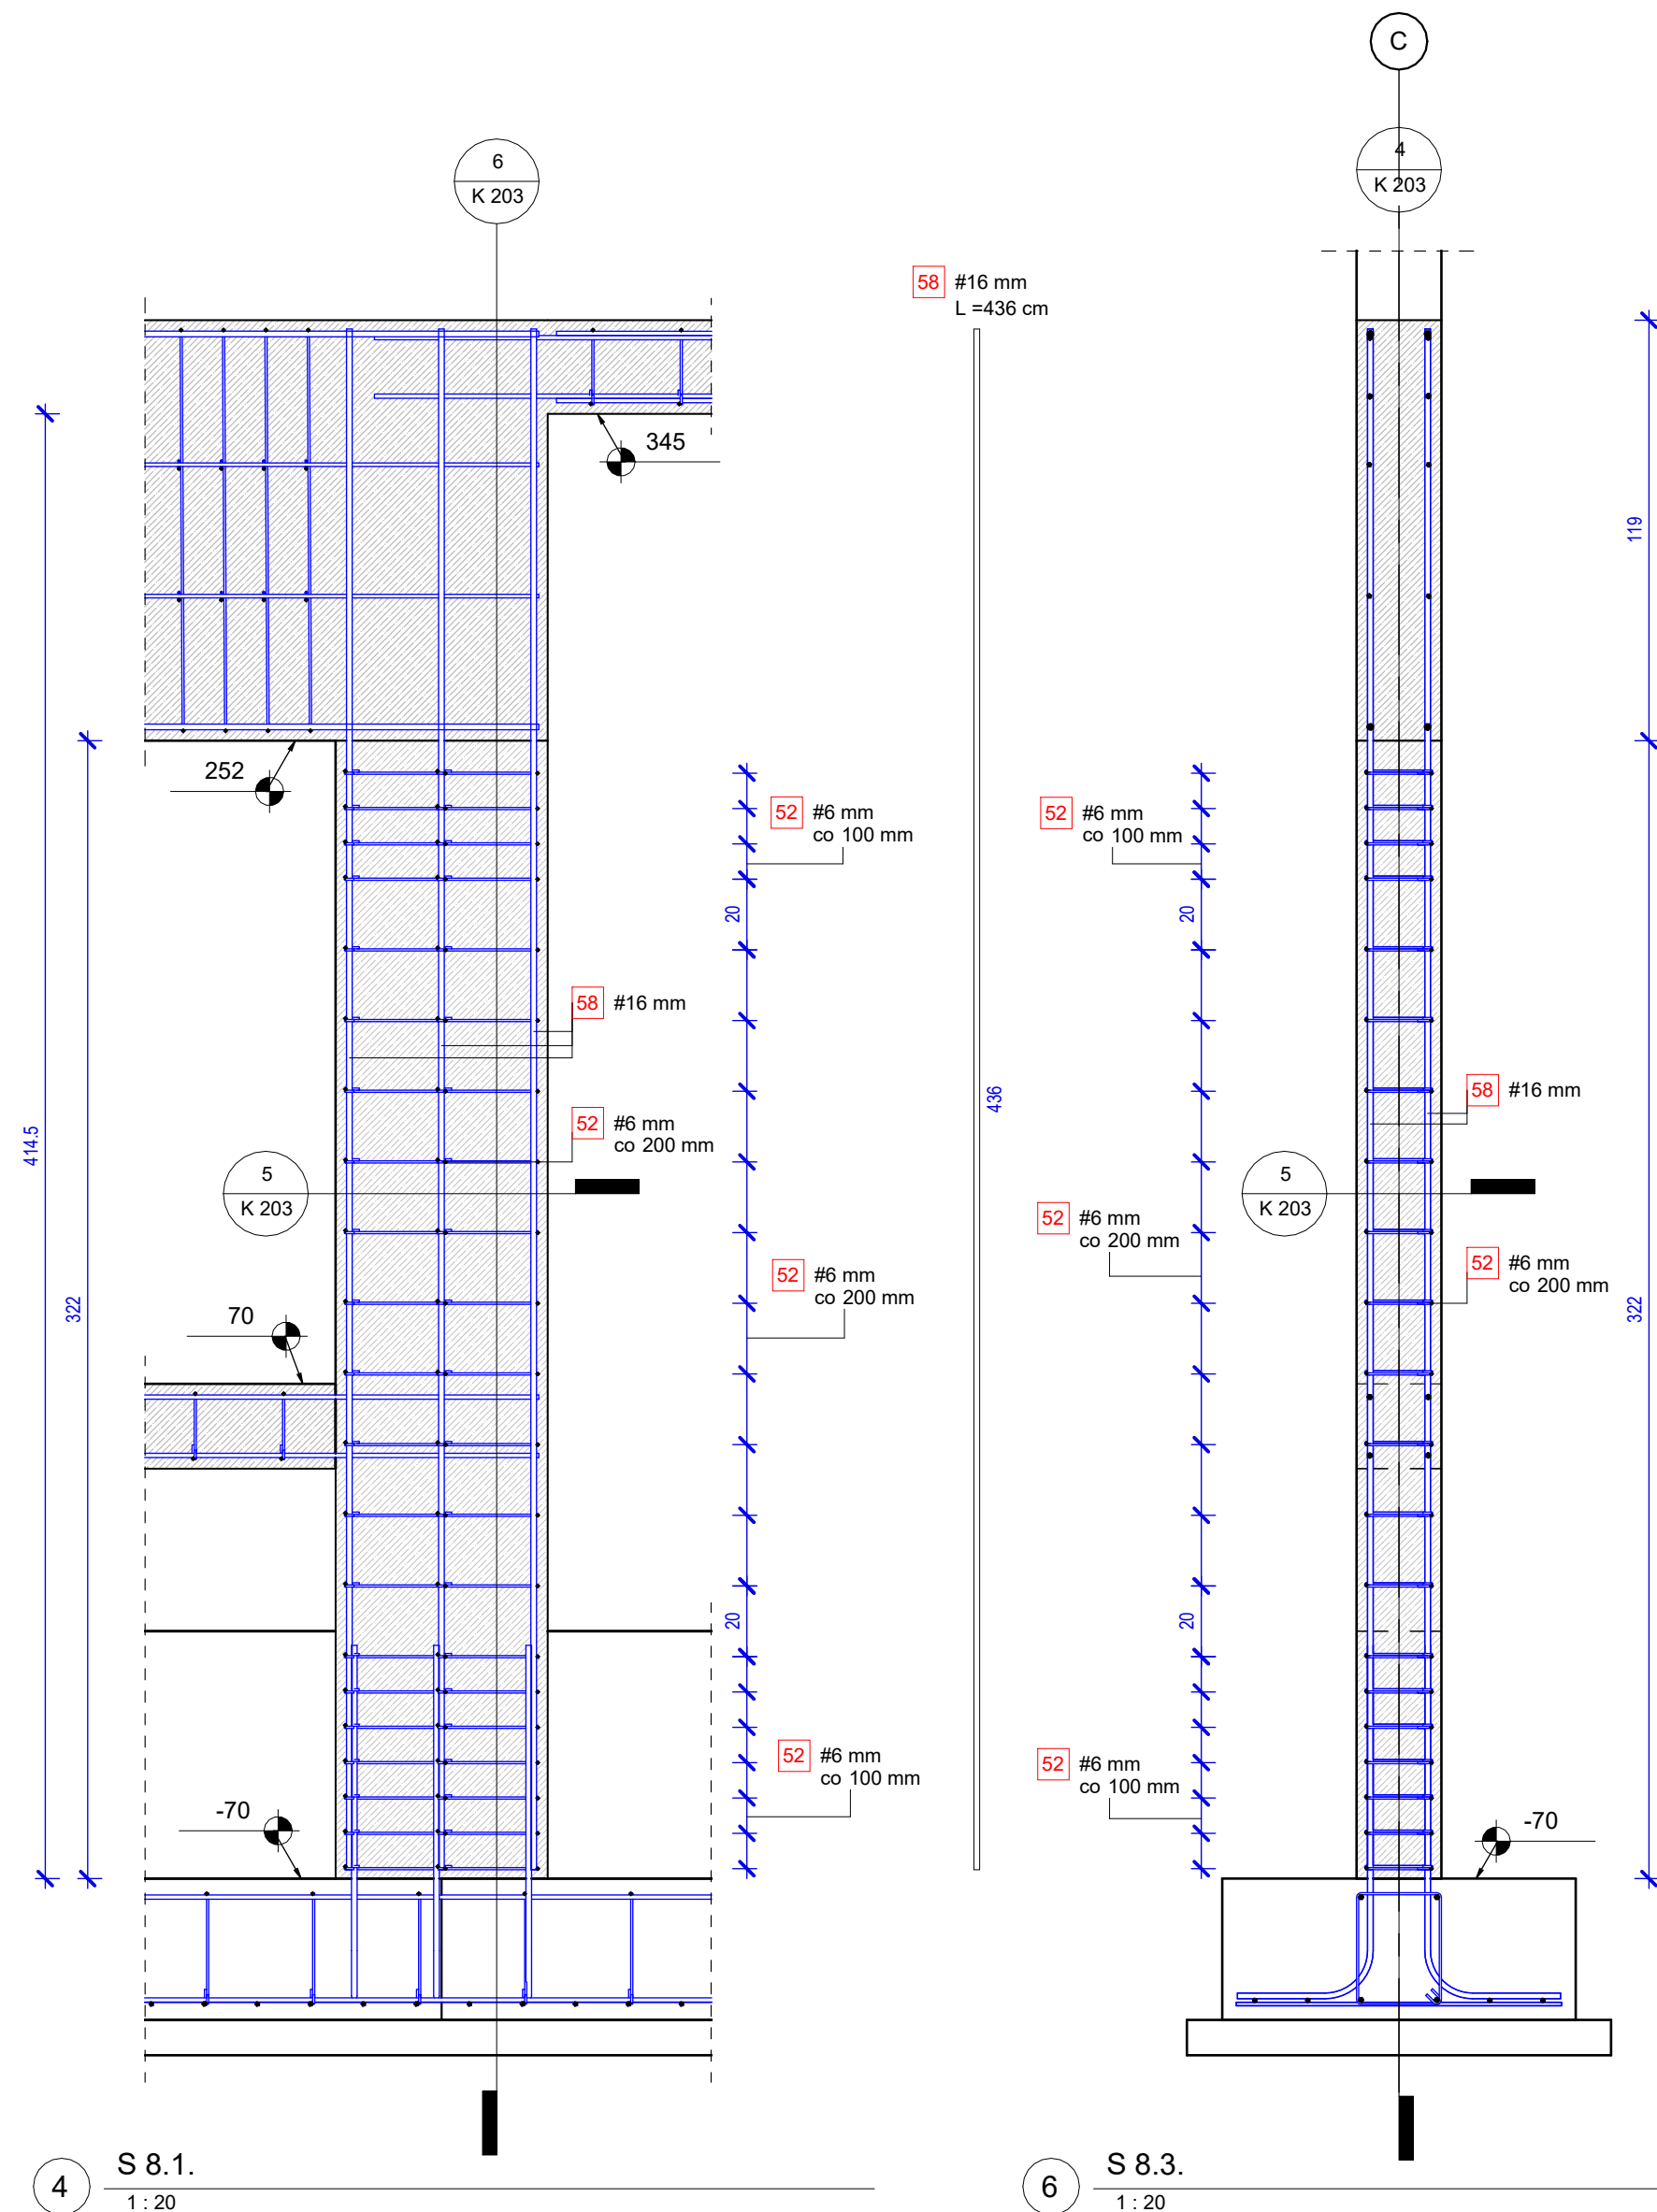 C
6
K 203
4
K 203
58 #16 mm
L =436 cm
345
119
252
52 #6 mm
co 100 mm
52 #6 mm
co 100 mm
20
20
58 #16 mm
436
58 #16 mm
414.5
52 #6 mm
co 200 mm
5
K 203
5
K 203
52 #6 mm
co 200 mm
52 #6 mm
co 200 mm
52 #6 mm
co 200 mm
322
322
70
20
20
52 #6 mm
co 100 mm
52 #6 mm
co 100 mm
-70
-70
4 S 8.1.
1 : 20
6 S 8.3.
1 : 20